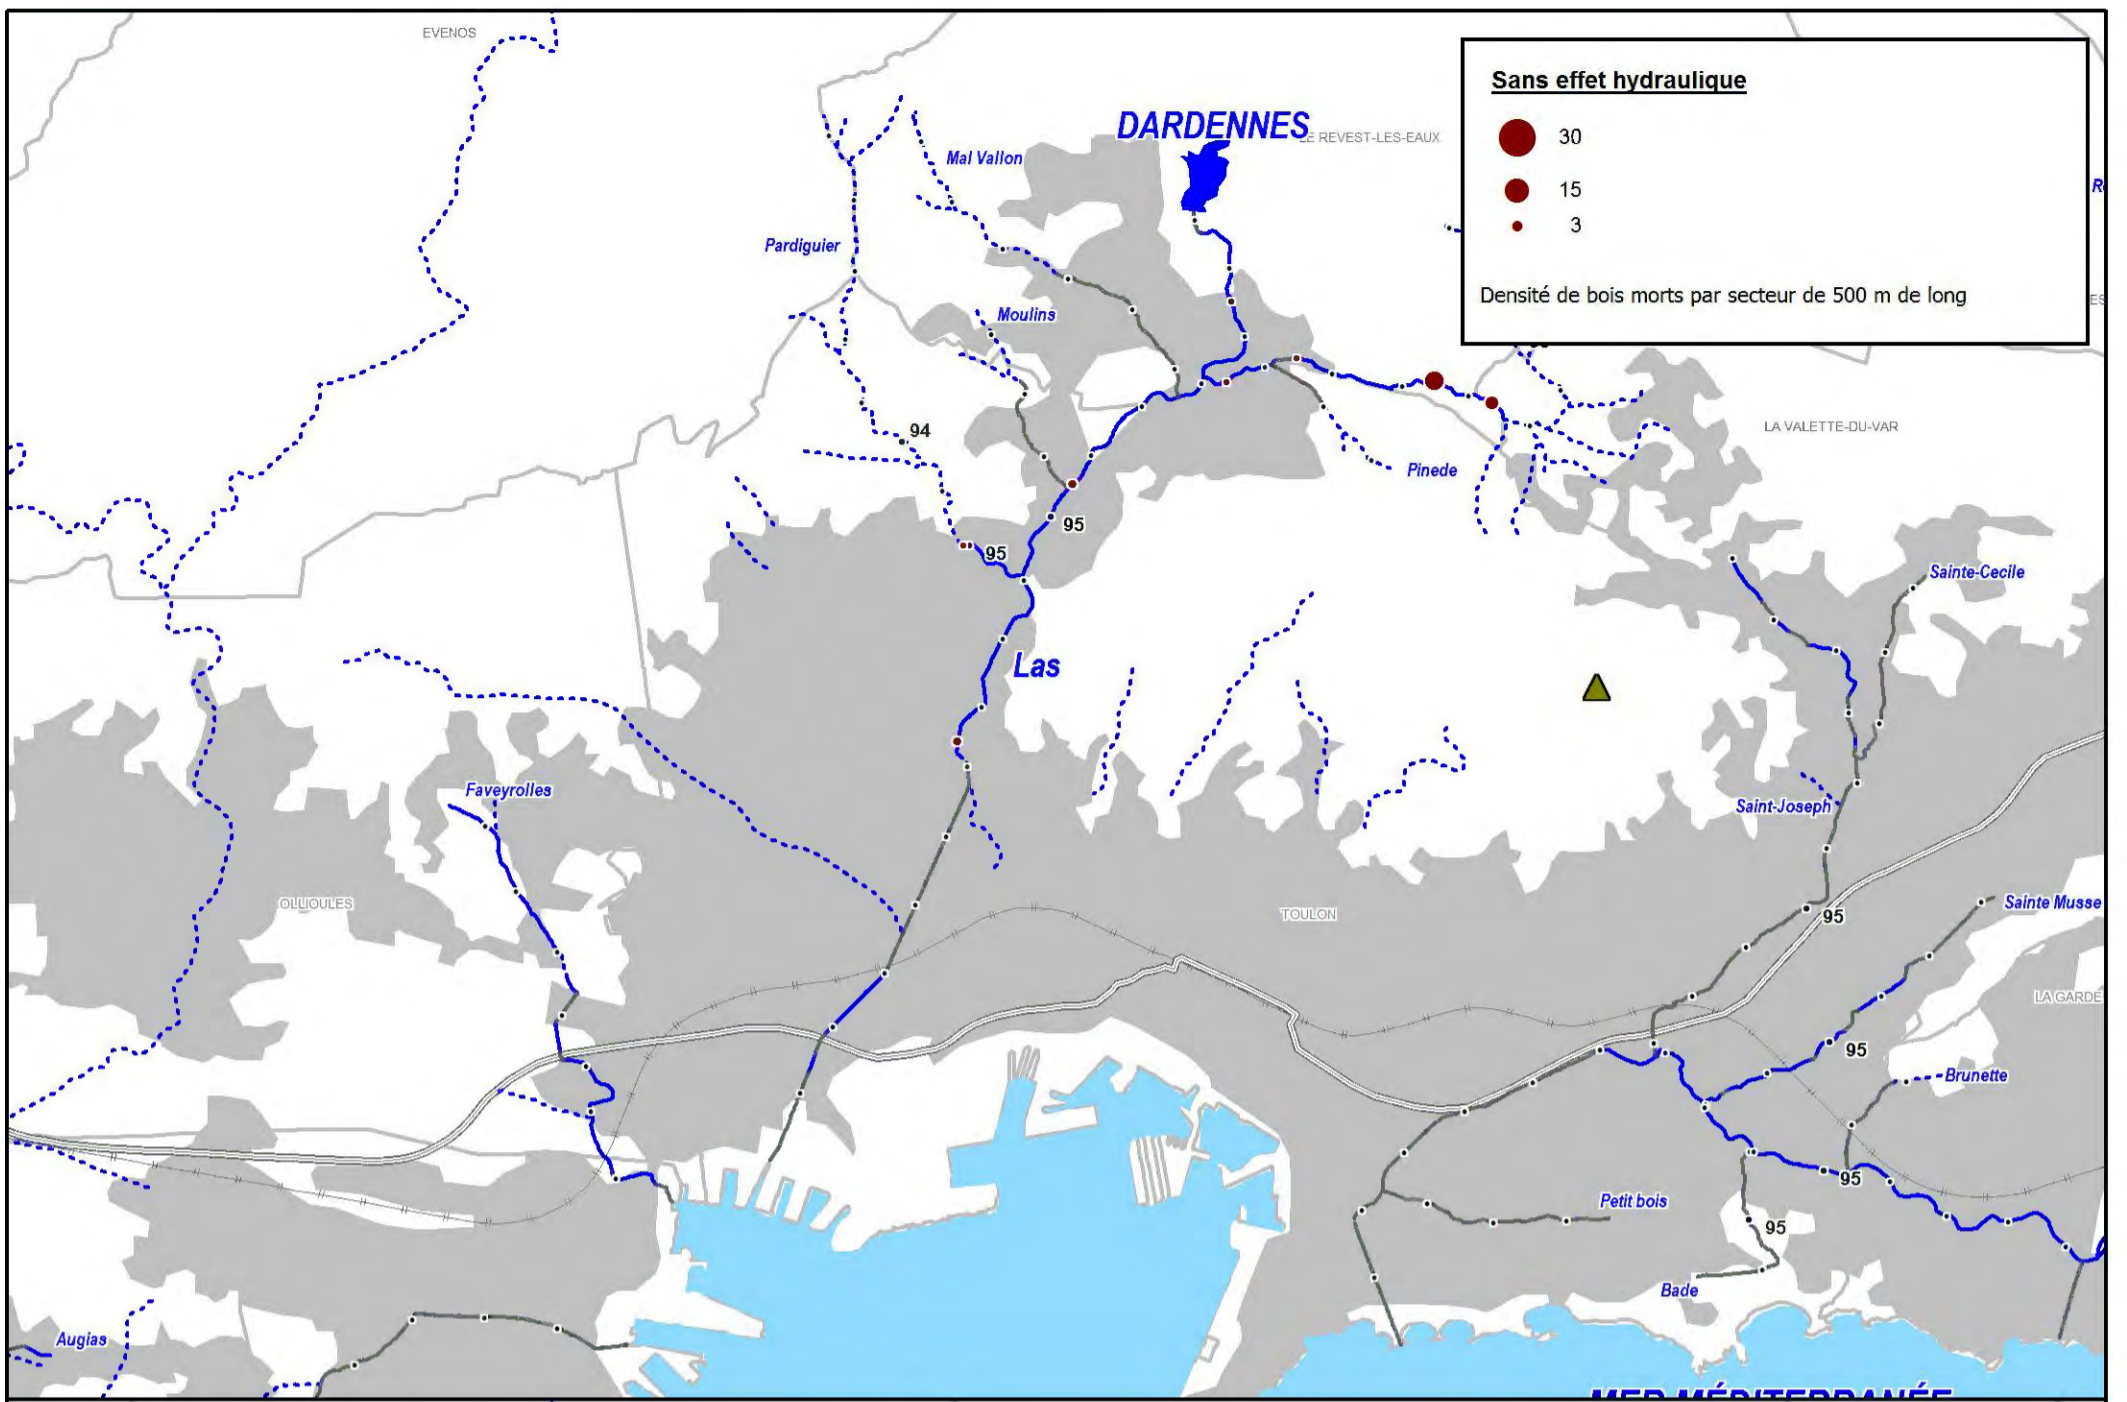 EVENOS
Sans effet hydraulique
30
15
3
Densité de bois morts par secteur de 500 m de long
DARDENNES
LE REVEST-LES-EAUX
Mal Vallon
Pardiguier
Moulins
94
LA VALETTE-DU-VAR
Pinede
95
95
Sainte-Cecile
Las
Faveyrolles
Saint-Joseph
OLLIOULES
TOULON
95
Sainte Musse
LA GARDE
95
Brunette
95
Petit bois
95
Bade
Augias
MER MÉDITERRANÉE